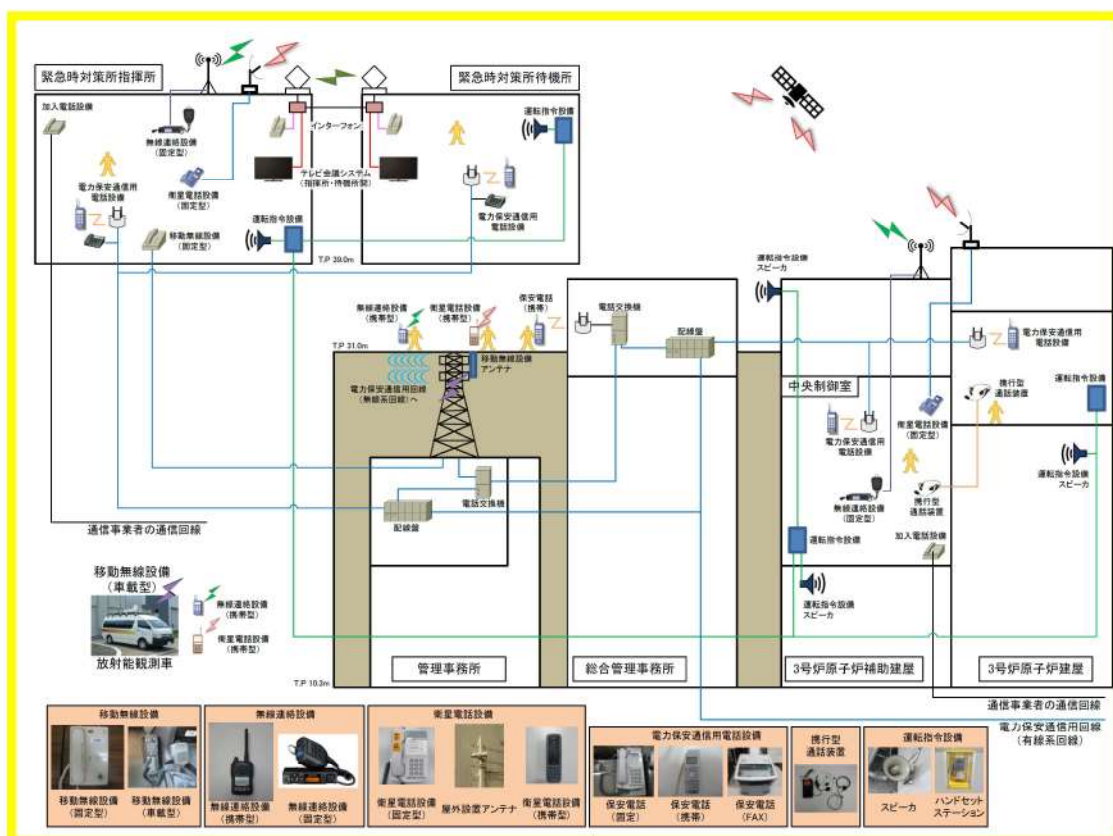 緊急時対策所指揮所
緊急時対策所待機所
加入電話設備
無線連絡設備
(固定型)
インターフォン
運転指令設備
テレビ会議システム
(指揮所・待機所間)
電力保安通信用
電話設備
衛星電話設備
(固定型)
移動無線設備
(固定型)
運転指令設備
電力保安通信用
電話設備
T.P 39.0m
運転指令設備
スピーカ
無線連絡設備
(携帯型)
衛星電話設備
(携帯型)
保安電話
(携帯)
電話交換機
配線盤
T.P 31.0m
移動無線設備
アンテナ
電力保安通信用回線
(無線系回線)へ
電力保安通信用
電話設備
中央制御室
携行型
通話装置
運転指令設備
衛星電話設備
(固定型)
電力保安通信用
電話設備
運転指令設備
スピーカ
電話交換機
配線盤
無線連絡設備
(固定型)
携行型
通話装置
加入電話設備
運転指令設備
通信事業者の通信回線
移動無線設備
(車載型)
無線連絡設備
(携帯型)
衛星電話設備
(携帯型)
放射能観測車
運転指令設備
スピーカ
管理事務所
総合管理事務所
3号炉原子炉補助建屋
3号炉原子炉建屋
T.P 10.3m
通信事業者の通信回線
電力保安通信用回線
(有線系回線)
移動無線設備
移動無線設備
(固定型)
移動無線設備
(車載型)
無線連絡設備
無線連絡設備
(携帯型)
無線連絡設備
(固定型)
衛星電話設備
衛星電話設備
(固定型)
屋外設置アンテナ
衛星電話設備
(携帯型)
電力保安通信用電話設備
保安電話
(固定)
保安電話
(携帯)
保安電話
(FAX)
携行型
通話装置
運転指令設備
スピーカ
ハンドセット
ステーション